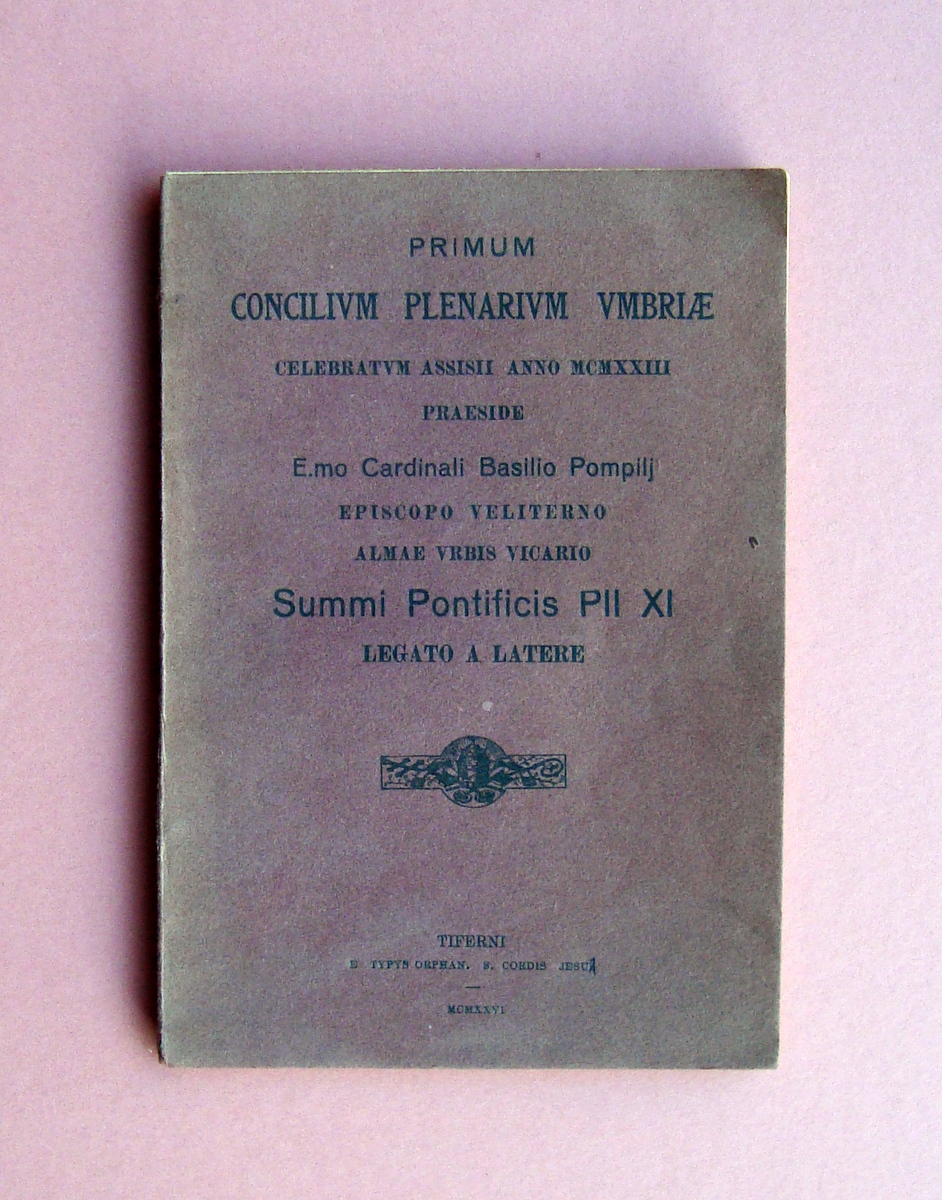 PRIMUM
CONCILIVM PLENARIVM VMBRIÆ
CELEBRATVM ASSISII ANNO MCMXXIII
PRAESIDE
E.mo Cardinali Basilio Pompilj
EPISCOPO VELITERNO
ALMAE VRBIS VICARIO
Summi Pontificis PII XI
LEGATO A LATERE
TIFERNI
E TYPYS ORPHAN. S. CORDIS JESU
MCMXXVI